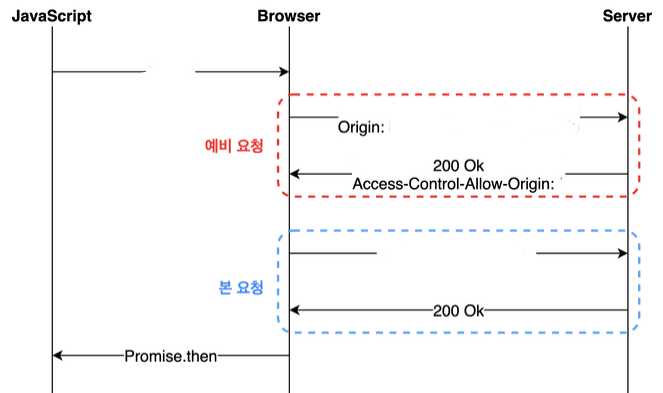 JavaScript
Browser
Server
Origin:
예비 요청
200 Ok
Access-Control-Allow-Origin:
본 요청
200 Ok
Promise.then